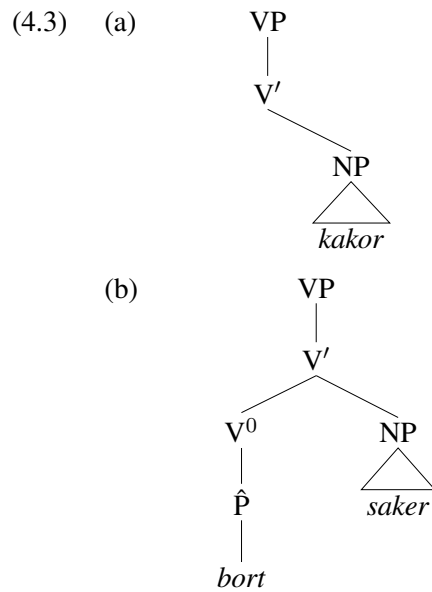 (4.3) (a) VP
V′
NP
kakor
(b) VP
V′
V⁰ NP
P̂ saker
bort